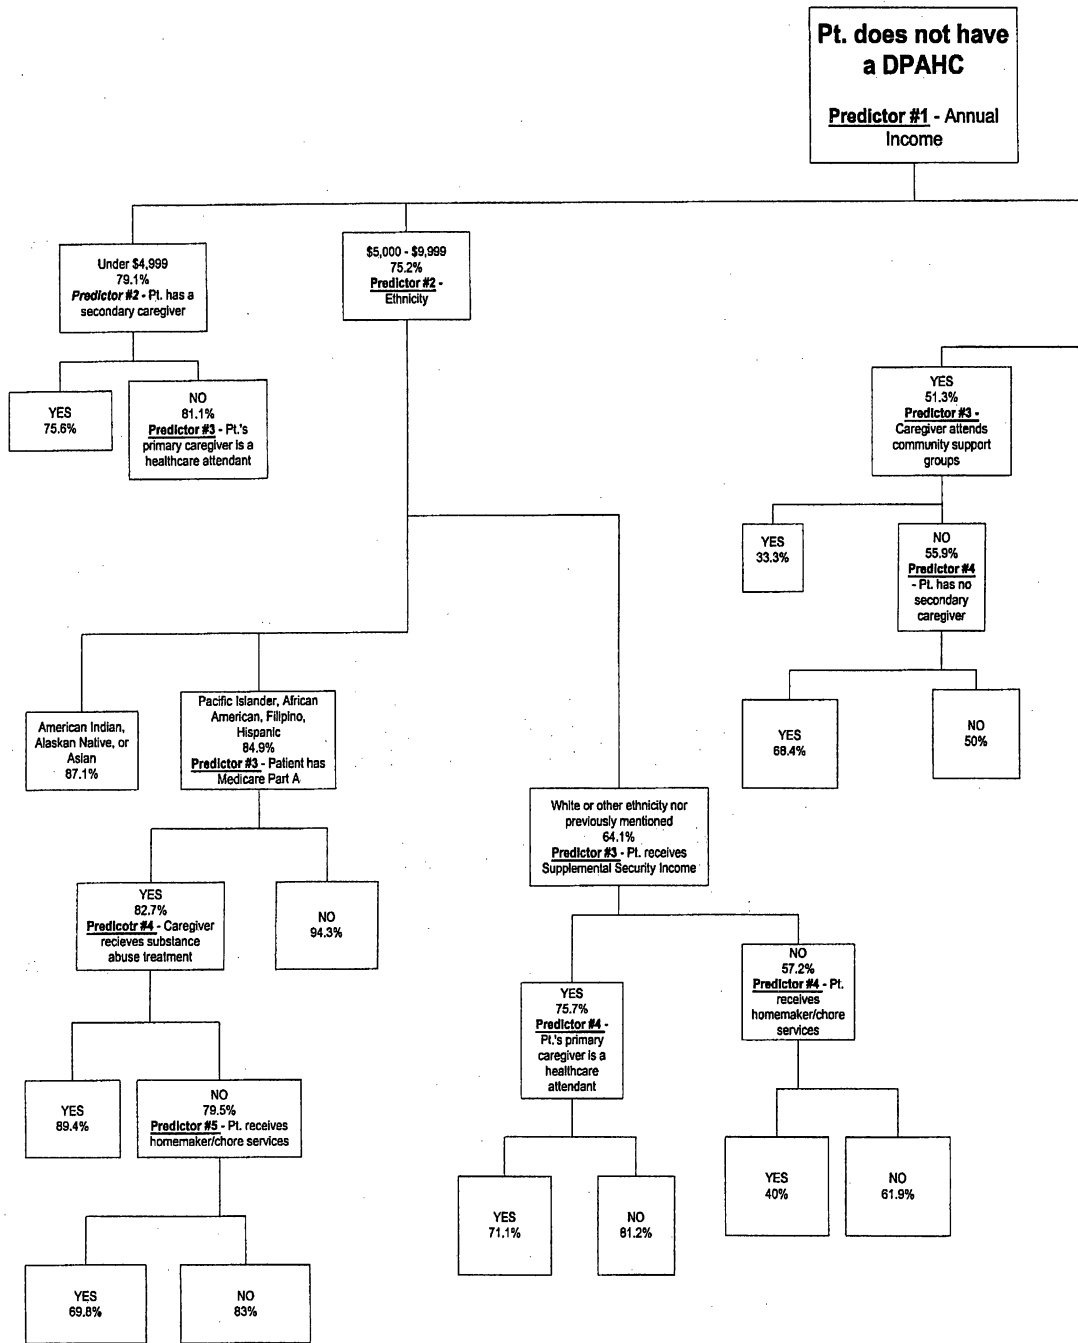 Pt. does not have
a DPAHC
Predictor #1 - Annual
Income
Under $4,999
79.1%
Predictor #2 - Pt. has a
secondary caregiver
YES
75.6%
NO
81.1%
Predictor #3 - Pt.'s
primary caregiver is a
healthcare attendant
$5,000 - $9,999
75.2%
Predictor #2 -
Ethnicity
American Indian,
Alaskan Native, or
Asian
87.1%
Pacific Islander, African
American, Filipino,
Hispanic
84.9%
Predictor #3 - Patient has
Medicare Part A
YES
82.7%
Predicotr #4 - Caregiver
recieves substance
abuse treatment
NO
94.3%
YES
89.4%
NO
79.5%
Predictor #5 - Pt. receives
homemaker/chore services
YES
69.8%
NO
83%
White or other ethnicity nor
previously mentioned
64.1%
Predictor #3 - Pt. receives
Supplemental Security Income
YES
75.7%
Predictor #4 -
Pt.'s primary
caregiver is a
healthcare
attendant
NO
57.2%
Predictor #4 - Pt.
receives
homemaker/chore
services
YES
71.1%
NO
81.2%
YES
40%
NO
61.9%
YES
51.3%
Predictor #3 -
Caregiver attends
community support
groups
YES
33.3%
NO
55.9%
Predictor #4
- Pt. has no
secondary
caregiver
YES
68.4%
NO
50%